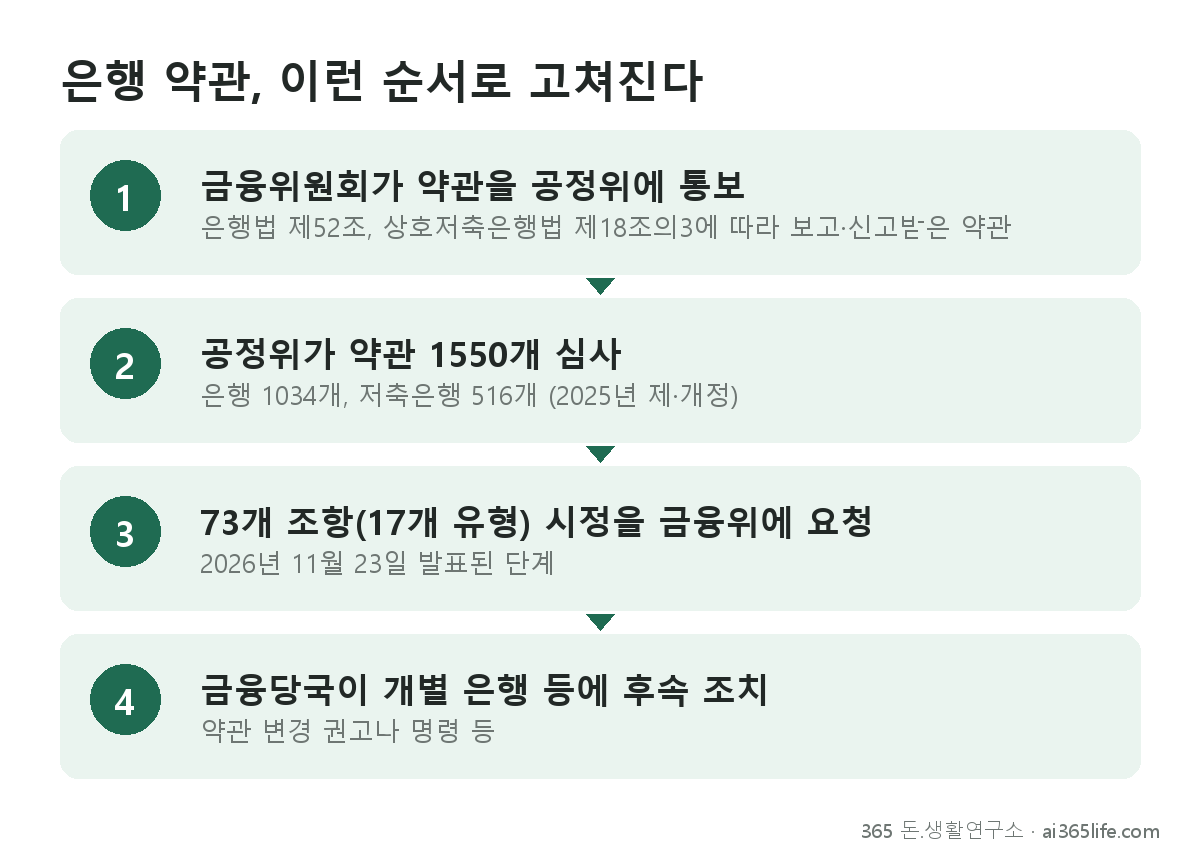 은행 약관, 이런 순서로 고쳐진다
1
금융위원회가 약관을 공정위에 통보
은행법 제52조, 상호저축은행법 제18조의3에 따라 보고·신고받은 약관
2
공정위가 약관 1550개 심사
은행 1034개, 저축은행 516개 (2025년 제·개정)
3
73개 조항(17개 유형) 시정을 금융위에 요청
2026년 11월 23일 발표된 단계
4
금융당국이 개별 은행 등에 후속 조치
약관 변경 권고나 명령 등
365 돈.생활연구소 · ai365life.com